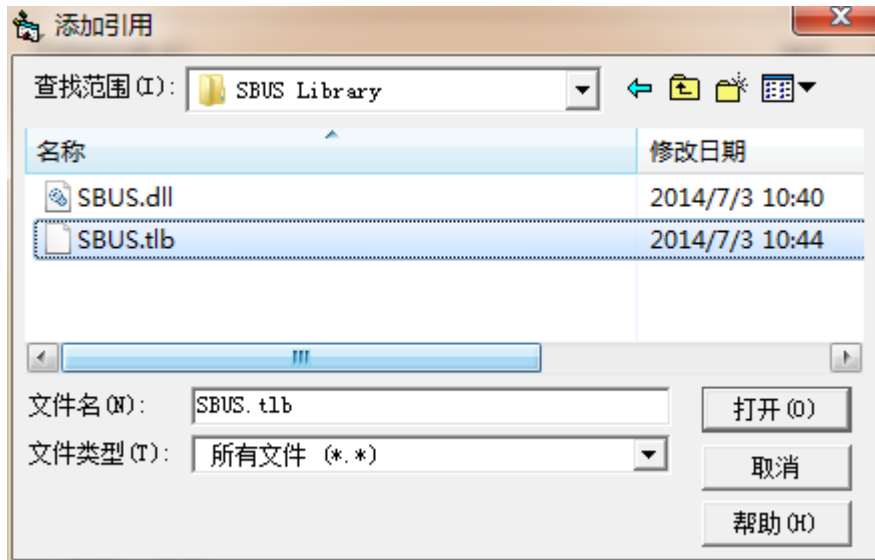 添加引用
查找范围(I): SBUS Library
名称 修改日期
SBUS.dll 2014/7/3 10:40
SBUS.tlb 2014/7/3 10:44
文件名(N): SBUS.tlb 打开(O)
文件类型(T): 所有文件 (*.*)
取消
帮助(H)